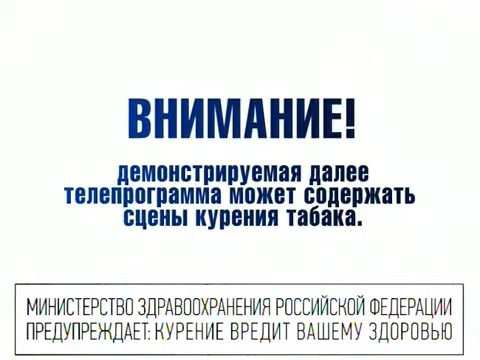 ВНИМАНИЕ!
демонстрируемая далее
телепрограмма может содержать
сцены курения табака.
МИНИСТЕРСТВО ЗДРАВООХРАНЕНИЯ РОССИЙСКОЙ ФЕДЕРАЦИИ
ПРЕДУПРЕЖДАЕТ: КУРЕНИЕ ВРЕДИТ ВАШЕМУ ЗДОРОВЬЮ